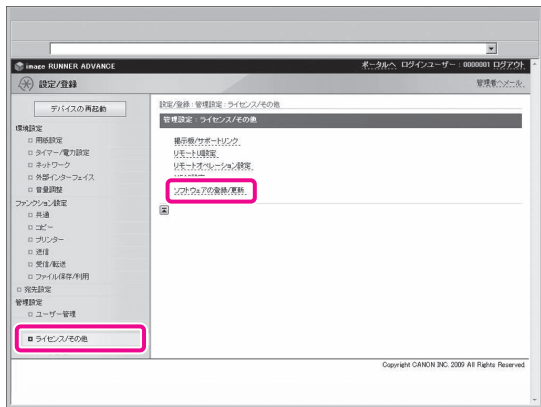 image RUNNER ADVANCE
ポータルへ ログインユーザー : 0000001 ログアウト
設定/登録
管理者へメール
デバイスの再起動
設定/登録 : 管理設定 : ライセンス/その他
管理設定 : ライセンス/その他
環境設定
用紙設定
タイマー/電力設定
ネットワーク
外部インターフェイス
音量調整
掲示板/サポートリンク
リモートUI設定
リモートオペレーション設定
ソフトウェアの登録/更新
ファンクション設定
共通
コピー
プリンター
送信
受信/転送
ファイル保存/利用
宛先設定
管理設定
ユーザー管理
ライセンス/その他
Copyright CANON INC. 2009 All Rights Reserved